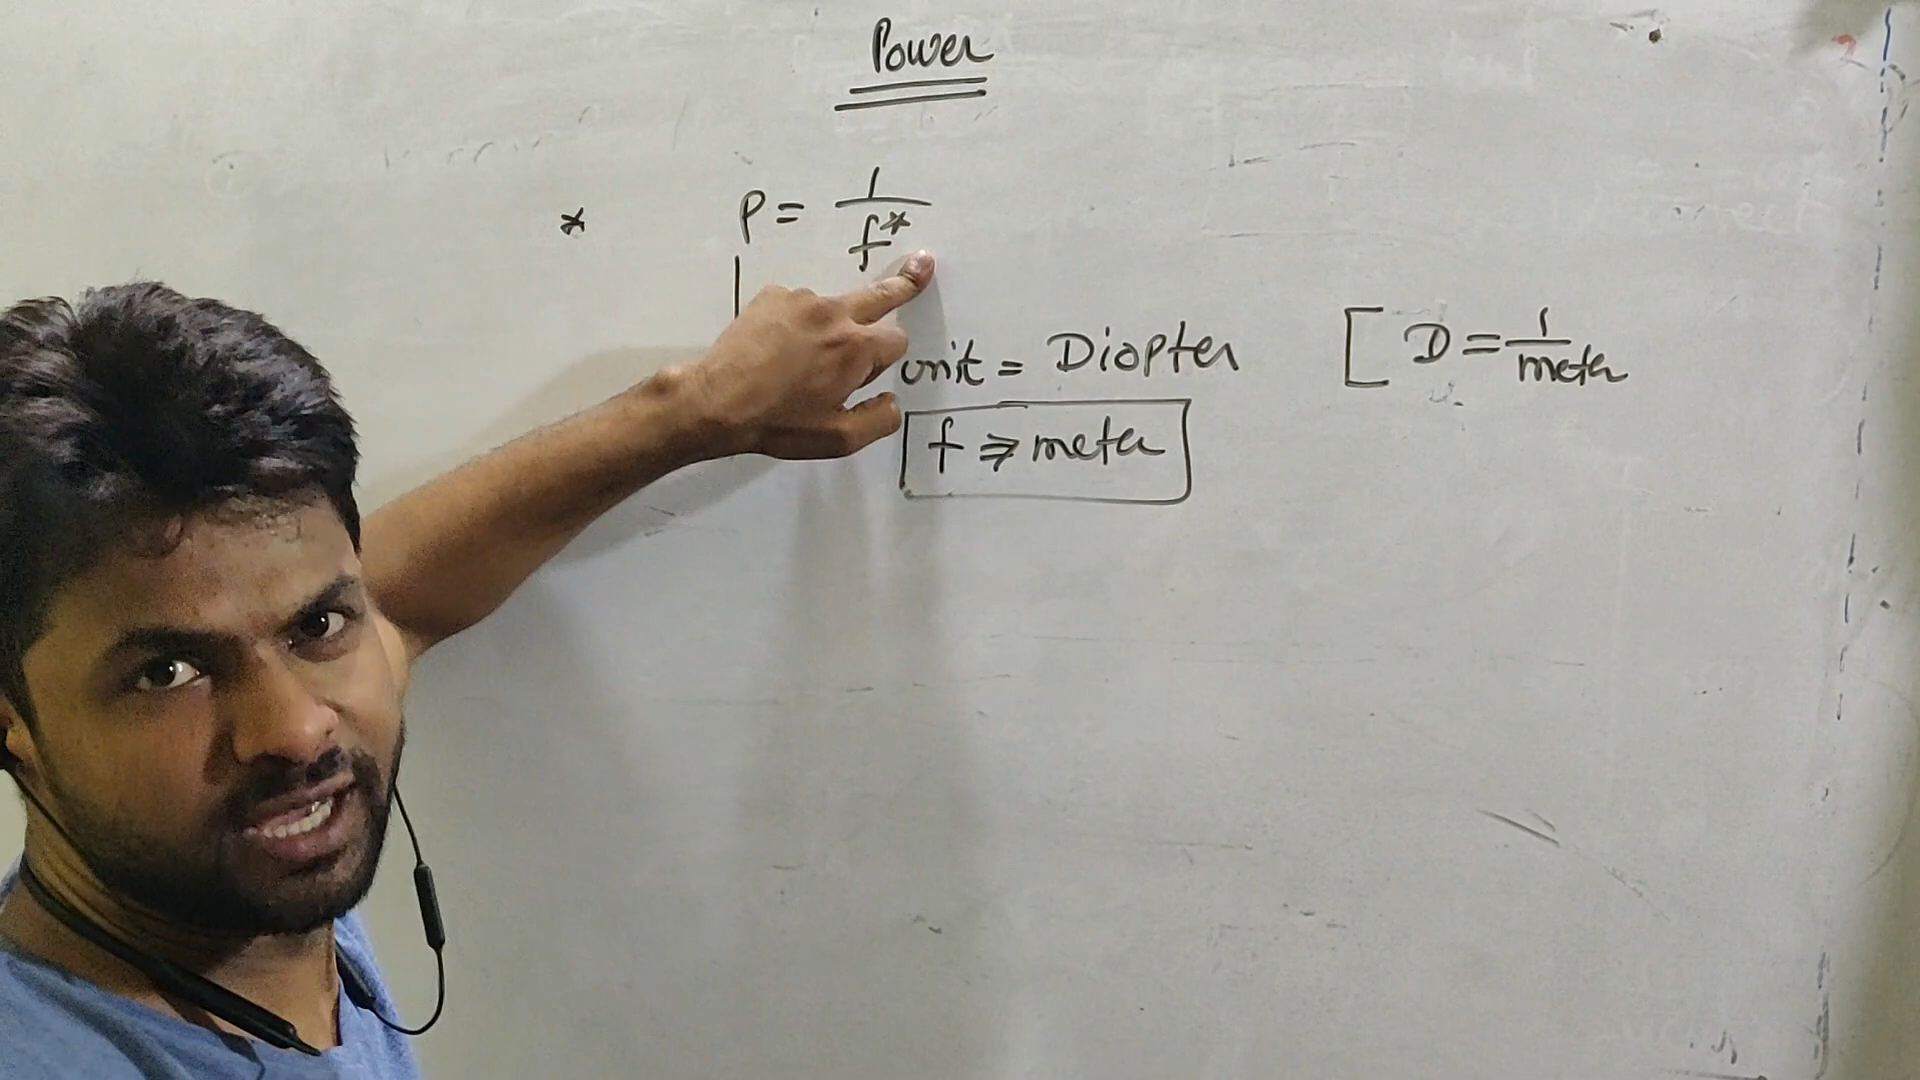 Power
* P = 1/f*
unit = Diopter [ D = 1/meter
f ⇒ meter